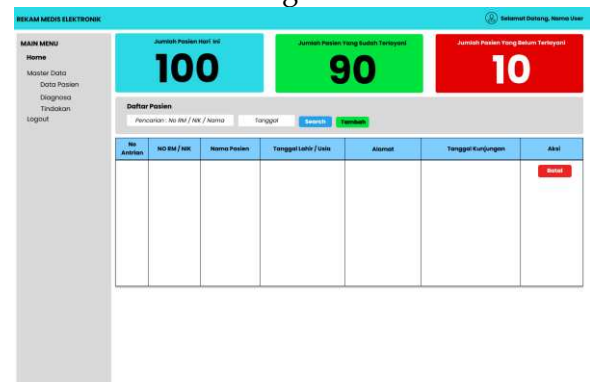 REKAM MEDIS ELEKTRONIK
Selamat Datang, Nama User
MAIN MENU
Home
Master Data
Data Pasien
Diagnosa
Tindakan
Logout
Jumlah Pasien Hari ini
100
Jumlah Pasien Yang Sudah Terlayani
90
Jumlah Pasien Yang Belum Terlayani
10
Daftar Pasien
Pencarian : No RM / NIK / Nama
Tanggal
Search
Tambah
No Antrian
NO RM / NIK
Nama Pasien
Tanggal Lahir / Usia
Alamat
Tanggal Kunjungan
Aksi
Batal